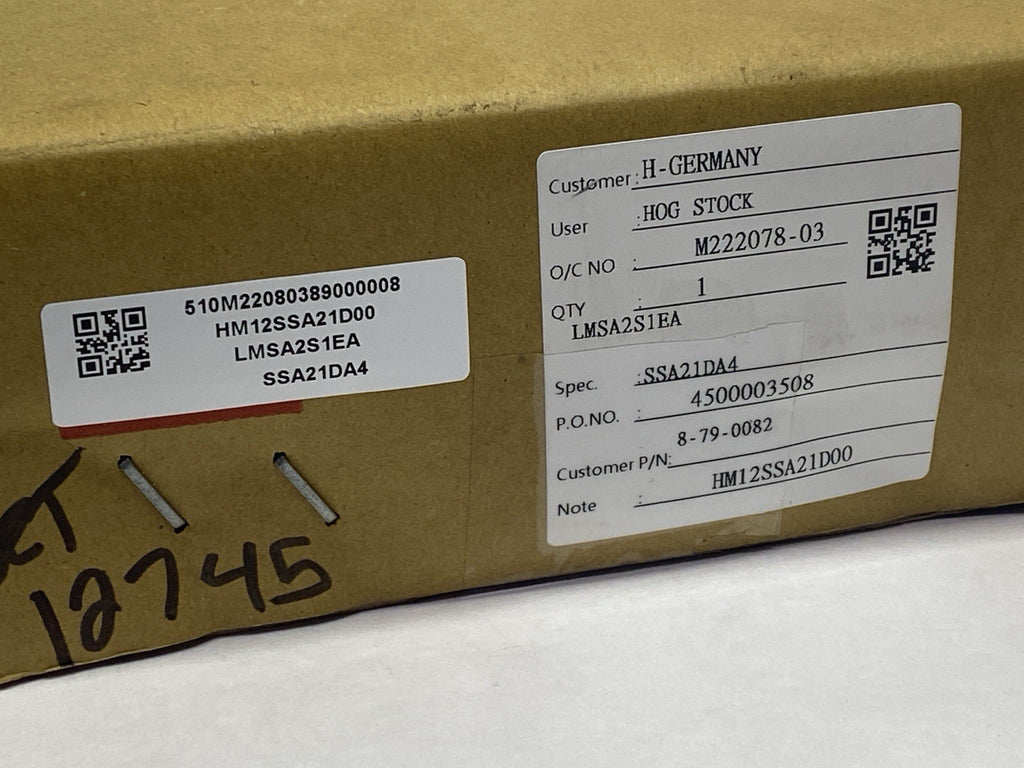 510M22080389000008
HM12SSA21D00
LMSA2S1EA
SSA21DA4
12745
Customer : H-GERMANY
User : HOG STOCK
O/C NO : M222078-03
QTY : 1
LMSA2S1EA
Spec. : SSA21DA4
P.O.NO. : 4500003508
8-79-0082
Customer P/N:
Note : HM12SSA21D00